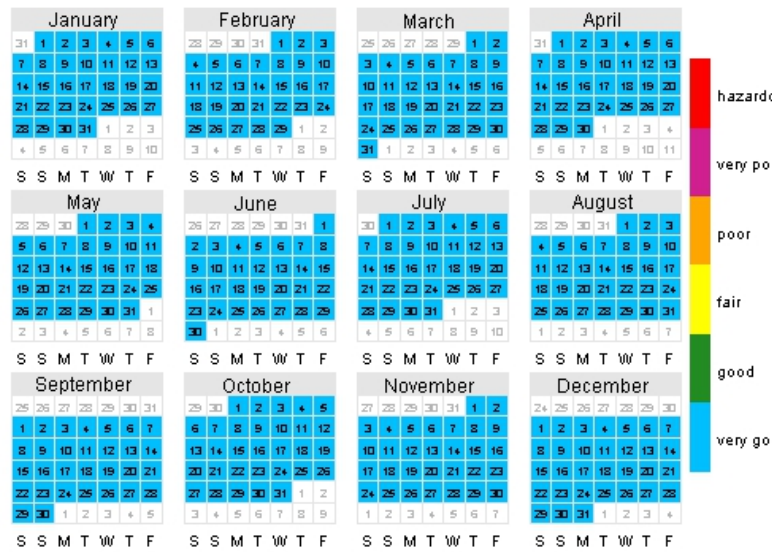 January
31 1 2 3 4 5 6
7 8 9 10 11 12 13
14 15 16 17 18 19 20
21 22 23 24 25 26 27
28 29 30 31 1 2 3
4 5 6 7 8 9 10
S S M T W T F
February
28 29 30 31 1 2 3
4 5 6 7 8 9 10
11 12 13 14 15 16 17
18 19 20 21 22 23 24
25 26 27 28 29 1 2
3 4 5 6 7 8 9
S S M T W T F
March
25 26 27 28 29 1 2
3 4 5 6 7 8 9
10 11 12 13 14 15 16
17 18 19 20 21 22 23
24 25 26 27 28 29 30
31 1 2 3 4 5 6
S S M T W T F
April
31 1 2 3 4 5 6
7 8 9 10 11 12 13
14 15 16 17 18 19 20
21 22 23 24 25 26 27
28 29 30 1 2 3 4
5 6 7 8 9 10 11
S S M T W T F
May
28 29 30 1 2 3 4
5 6 7 8 9 10 11
12 13 14 15 16 17 18
19 20 21 22 23 24 25
26 27 28 29 30 31 1
2 3 4 5 6 7 8
S S M T W T F
June
26 27 28 29 30 31 1
2 3 4 5 6 7 8
9 10 11 12 13 14 15
16 17 18 19 20 21 22
23 24 25 26 27 28 29
30 1 2 3 4 5 6
S S M T W T F
July
30 1 2 3 4 5 6
7 8 9 10 11 12 13
14 15 16 17 18 19 20
21 22 23 24 25 26 27
28 29 30 31 1 2 3
4 5 6 7 8 9 10
S S M T W T F
August
28 29 30 31 1 2 3
4 5 6 7 8 9 10
11 12 13 14 15 16 17
18 19 20 21 22 23 24
25 26 27 28 29 30 31
1 2 3 4 5 6 7
S S M T W T F
September
25 26 27 28 29 30 31
1 2 3 4 5 6 7
8 9 10 11 12 13 14
15 16 17 18 19 20 21
22 23 24 25 26 27 28
29 30 1 2 3 4 5
S S M T W T F
October
29 30 1 2 3 4 5
6 7 8 9 10 11 12
13 14 15 16 17 18 19
20 21 22 23 24 25 26
27 28 29 30 31 1 2
3 4 5 6 7 8 9
S S M T W T F
November
27 28 29 30 31 1 2
3 4 5 6 7 8 9
10 11 12 13 14 15 16
17 18 19 20 21 22 23
24 25 26 27 28 29 30
1 2 3 4 5 6 7
S S M T W T F
December
24 25 26 27 28 29 30
1 2 3 4 5 6 7
8 9 10 11 12 13 14
15 16 17 18 19 20 21
22 23 24 25 26 27 28
29 30 31 1 2 3 4
S S M T W T F
hazardo
very po
poor
fair
good
very go